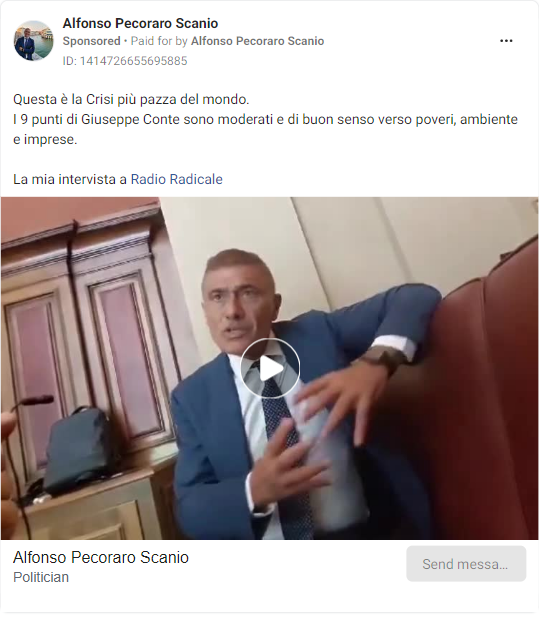 Alfonso Pecoraro Scanio
Sponsored • Paid for by Alfonso Pecoraro Scanio
ID: 1414726655695885
Questa è la Crisi più pazza del mondo.
I 9 punti di Giuseppe Conte sono moderati e di buon senso verso poveri, ambiente
e imprese.
La mia intervista a Radio Radicale
Alfonso Pecoraro Scanio
Politician
Send messa...